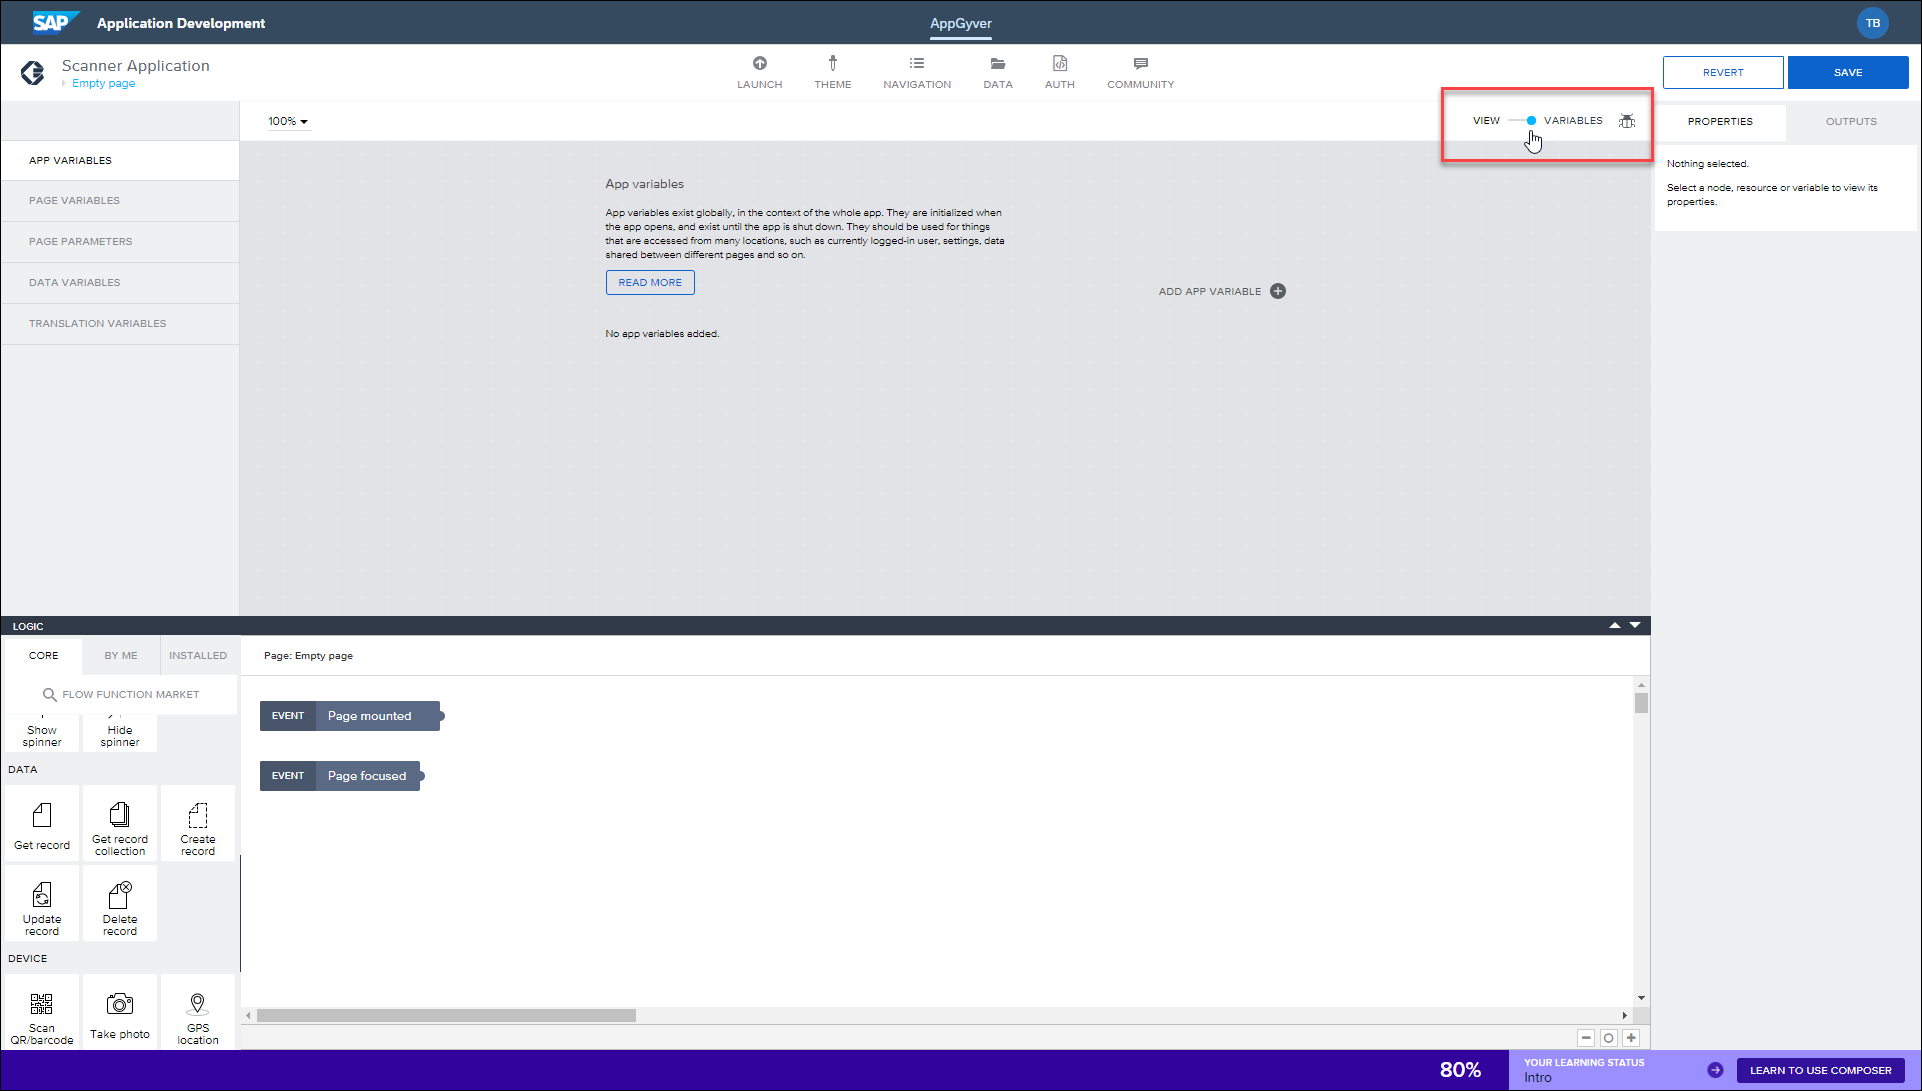 SAP
Application Development
AppGyver
TB
Scanner Application
Empty page
LAUNCH
THEME
NAVIGATION
DATA
AUTH
COMMUNITY
REVERT
SAVE
100%
VIEW
VARIABLES
PROPERTIES
OUTPUTS
Nothing selected.
Select a node, resource or variable to view its
properties.
APP VARIABLES
PAGE VARIABLES
PAGE PARAMETERS
DATA VARIABLES
TRANSLATION VARIABLES
App variables
App variables exist globally, in the context of the whole app. They are initialized when
the app opens, and exist until the app is shut down. They should be used for things
that are accessed from many locations, such as currently logged-in user, settings, data
shared between different pages and so on.
READ MORE
ADD APP VARIABLE
No app variables added.
LOGIC
CORE
BY ME
INSTALLED
FLOW FUNCTION MARKET
Page: Empty page
Show
spinner
Hide
spinner
DATA
Get record
Get record
collection
Create
record
Update
record
Delete
record
DEVICE
Scan
QR/barcode
Take photo
GPS
location
EVENT
Page mounted
EVENT
Page focused
80%
YOUR LEARNING STATUS
Intro
LEARN TO USE COMPOSER